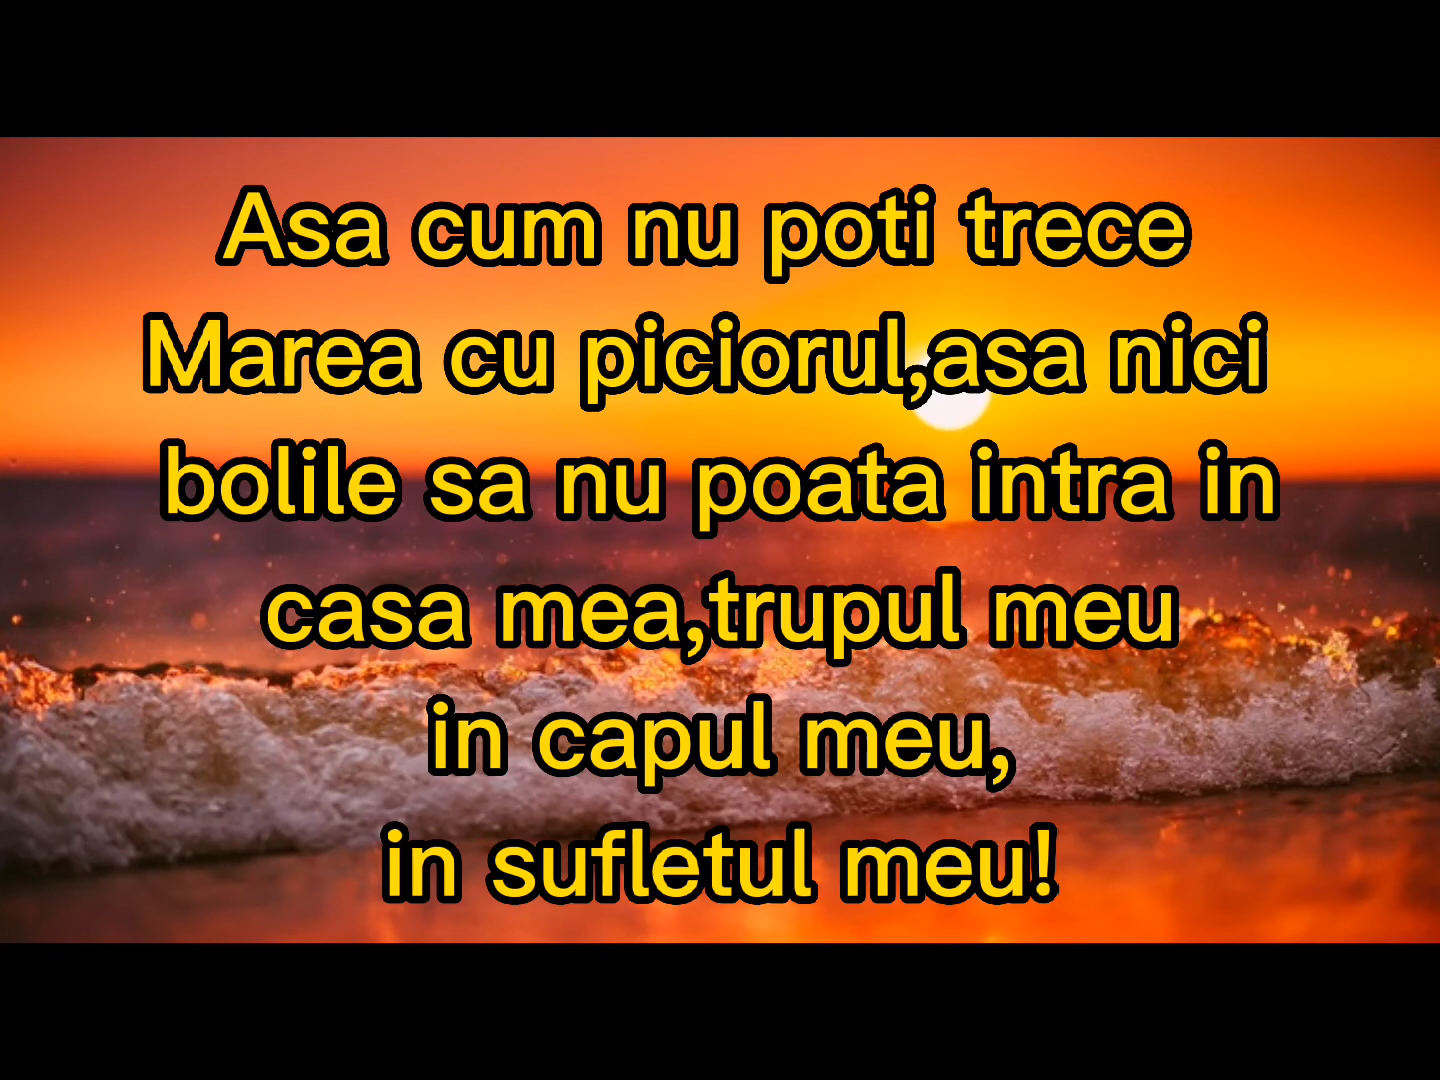 Asa cum nu poti trece
Marea cu piciorul,asa nici
bolile sa nu poata intra in
casa mea,trupul meu
in capul meu,
in sufletul meu!